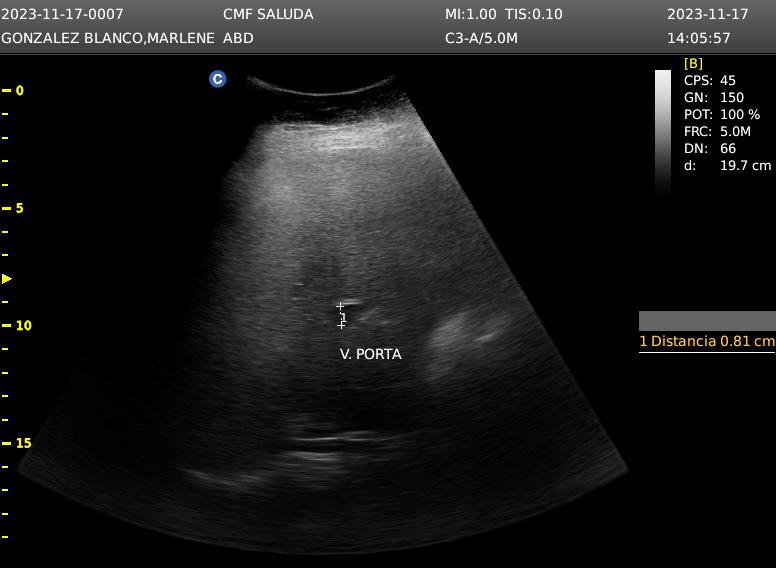 2023-11-17-0007 CMF SALUDA MI:1.00 TIS:0.10 2023-11-17
GONZALEZ BLANCO,MARLENE ABD C3-A/5.0M 14:05:57
C
[B]
CPS: 45
GN: 150
POT: 100 %
FRC: 5.0M
DN: 66
d: 19.7 cm
0
5
10
15
1
V. PORTA
1 Distancia 0.81 cm